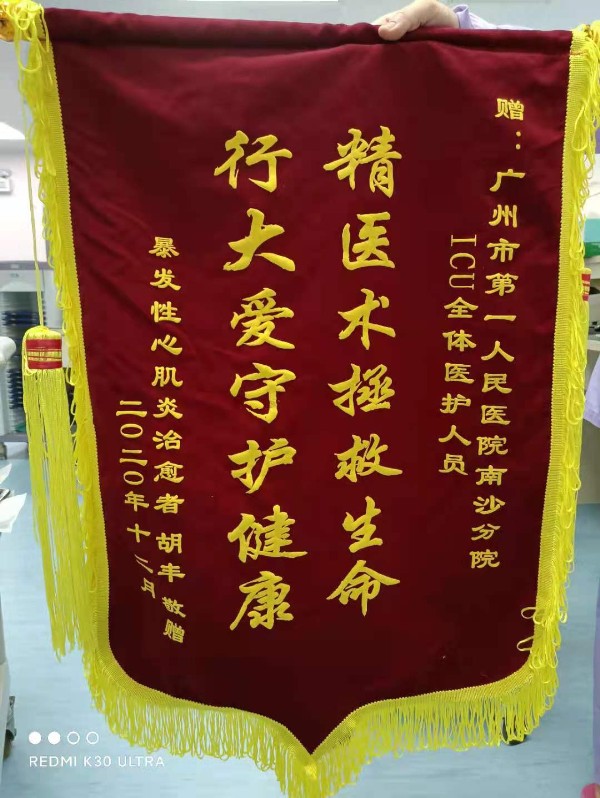 赠：广州市第一人民医院南沙分院
ICU全体医护人员
精医术拯救生命
行大爱守护健康
暴发性心肌炎治愈者 胡丰 敬赠
二〇二〇年十二月
REDMI K30 ULTRA